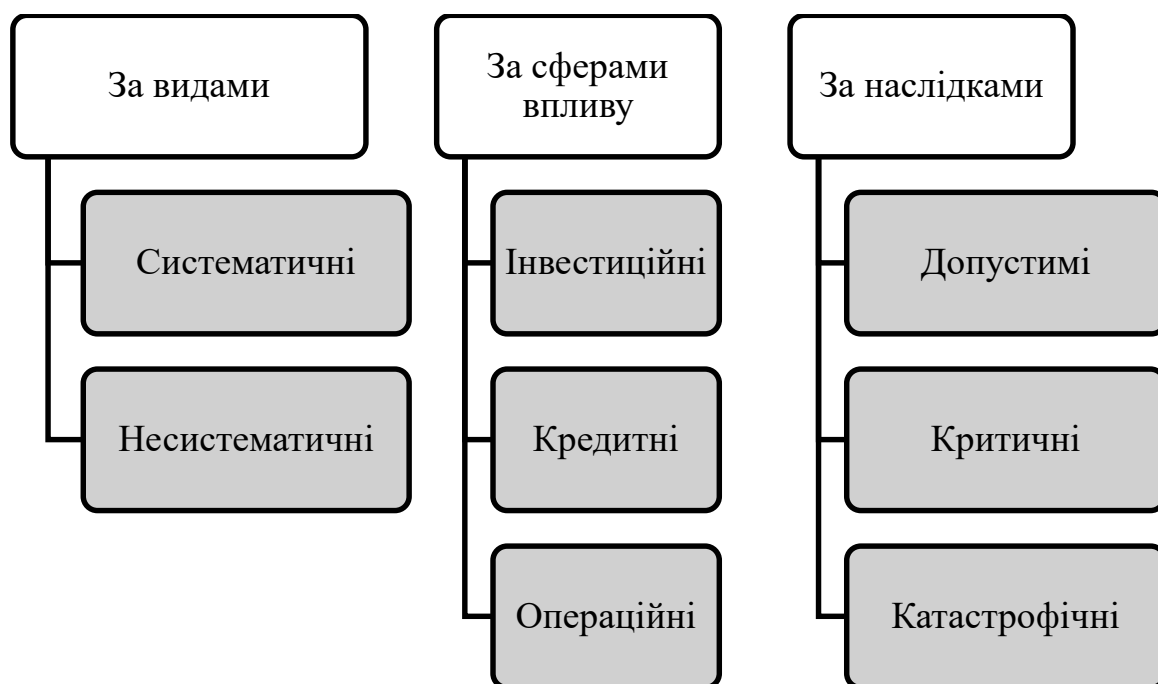 За видами
Систематичні
Несистематичні
За сферами
впливу
Інвестиційні
Кредитні
Операційні
За наслідками
Допустимі
Критичні
Катастрофічні